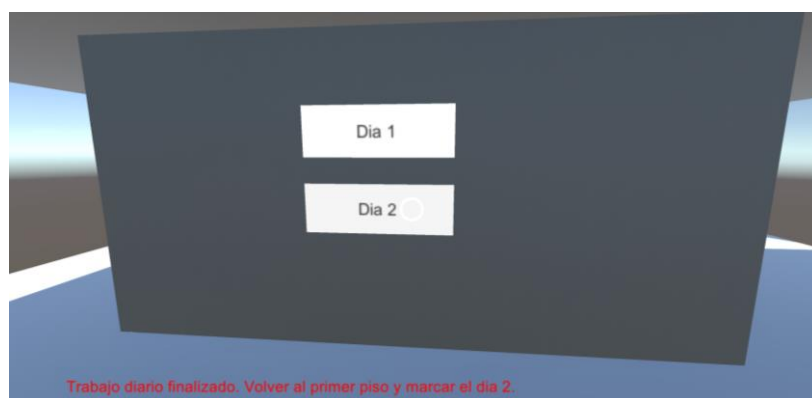 Dia 1
Dia 2
Trabajo diario finalizado. Volver al primer piso y marcar el dia 2.